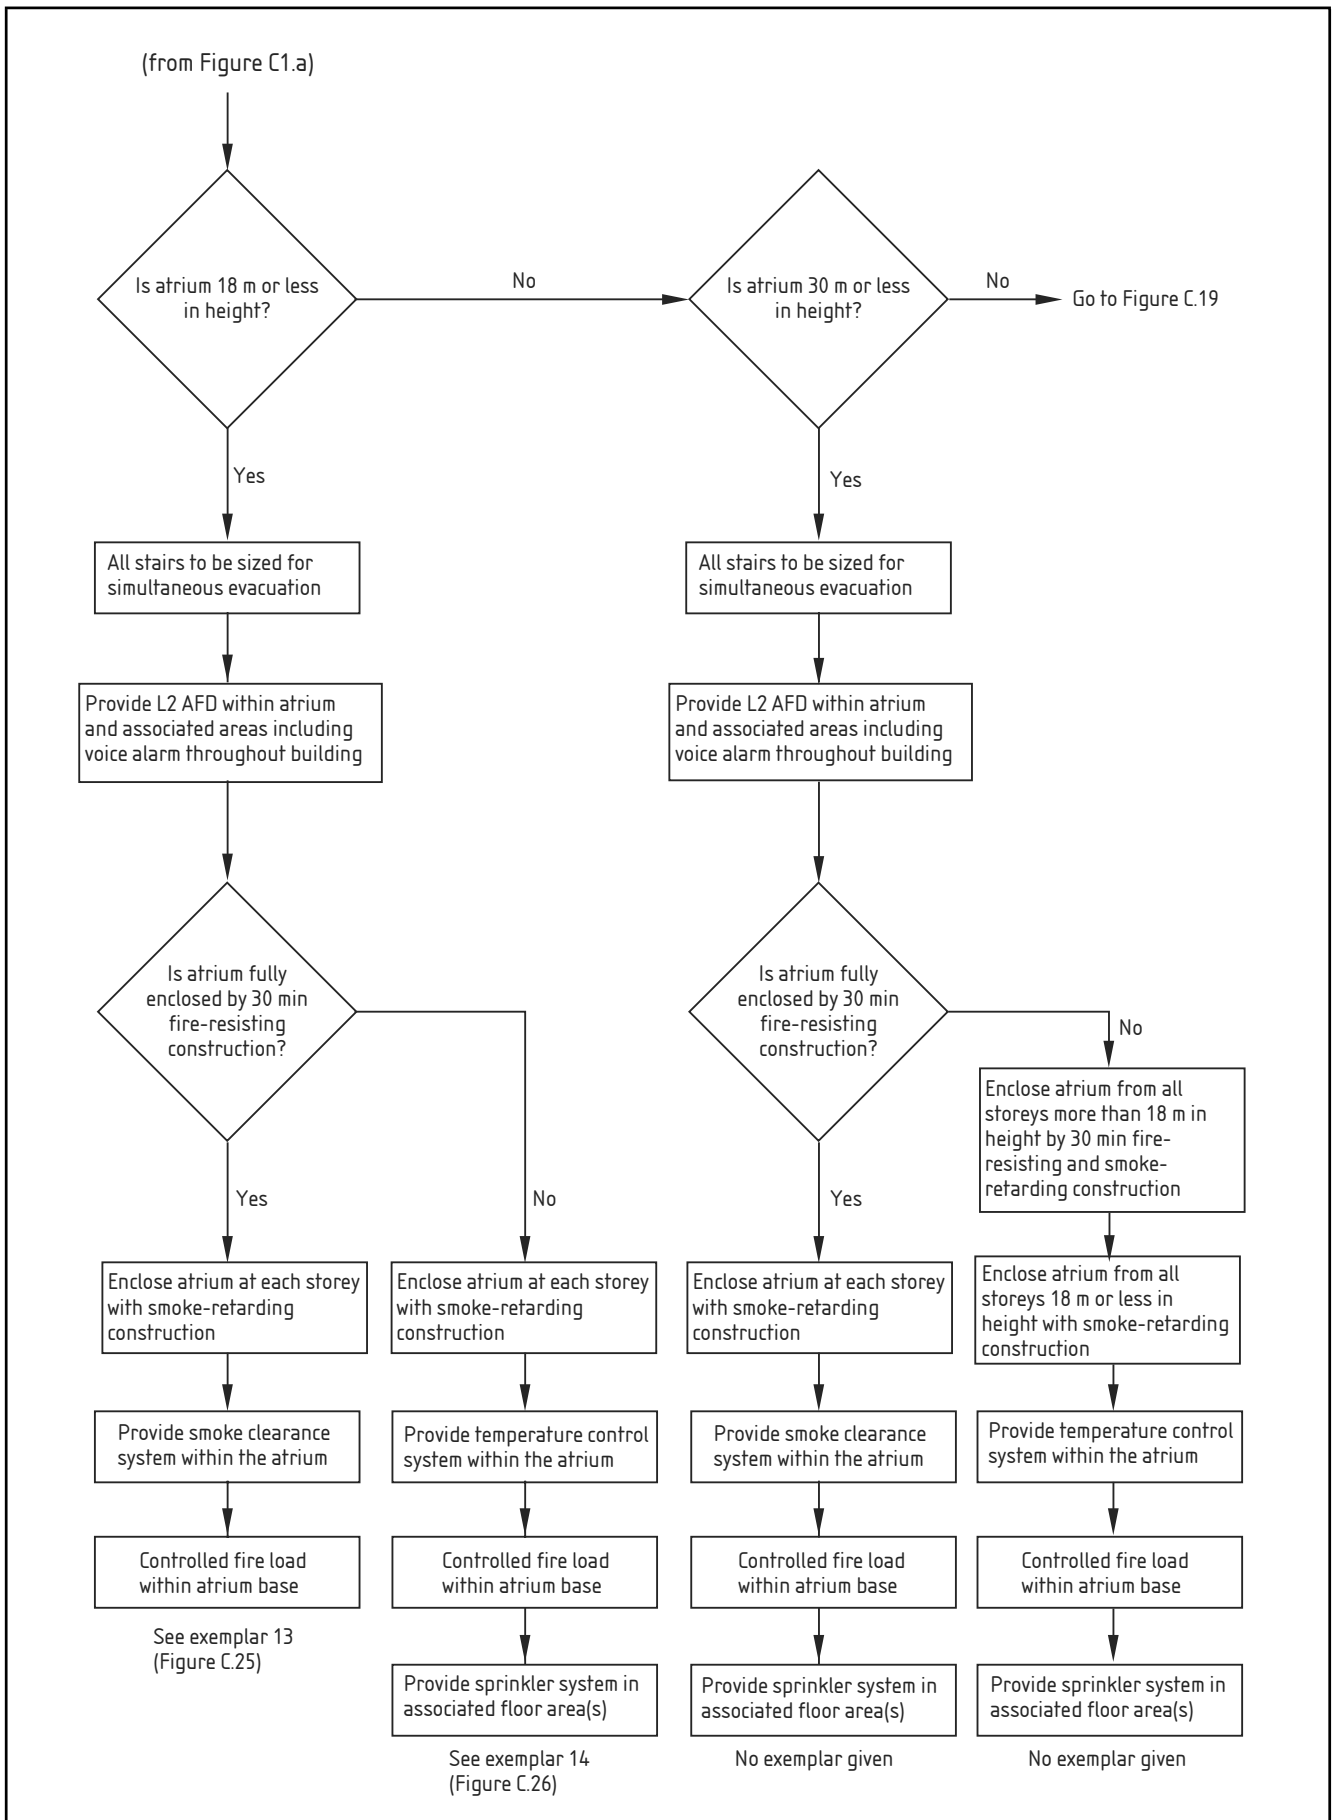 (from Figure C1.a)
Is atrium 18 m or less
in height?
No
Is atrium 30 m or less
in height?
No
Go to Figure C.19
Yes
Yes
All stairs to be sized for
simultaneous evacuation
All stairs to be sized for
simultaneous evacuation
Provide L2 AFD within atrium
and associated areas including
voice alarm throughout building
Provide L2 AFD within atrium
and associated areas including
voice alarm throughout building
Is atrium fully
enclosed by 30 min
fire-resisting
construction?
Is atrium fully
enclosed by 30 min
fire-resisting
construction?
No
Enclose atrium from all
storeys more than 18 m in
height by 30 min fire-
resisting and smoke-
retarding construction
Yes
No
Yes
Enclose atrium at each storey
with smoke-retarding
construction
Enclose atrium at each storey
with smoke-retarding
construction
Enclose atrium at each storey
with smoke-retarding
construction
Enclose atrium from all
storeys 18 m or less in
height with smoke-retarding
construction
Provide smoke clearance
system within the atrium
Provide temperature control
system within the atrium
Provide smoke clearance
system within the atrium
Provide temperature control
system within the atrium
Controlled fire load
within atrium base
Controlled fire load
within atrium base
Controlled fire load
within atrium base
Controlled fire load
within atrium base
See exemplar 13
(Figure C.25)
Provide sprinkler system in
associated floor area(s)
Provide sprinkler system in
associated floor area(s)
Provide sprinkler system in
associated floor area(s)
See exemplar 14
(Figure C.26)
No exemplar given
No exemplar given